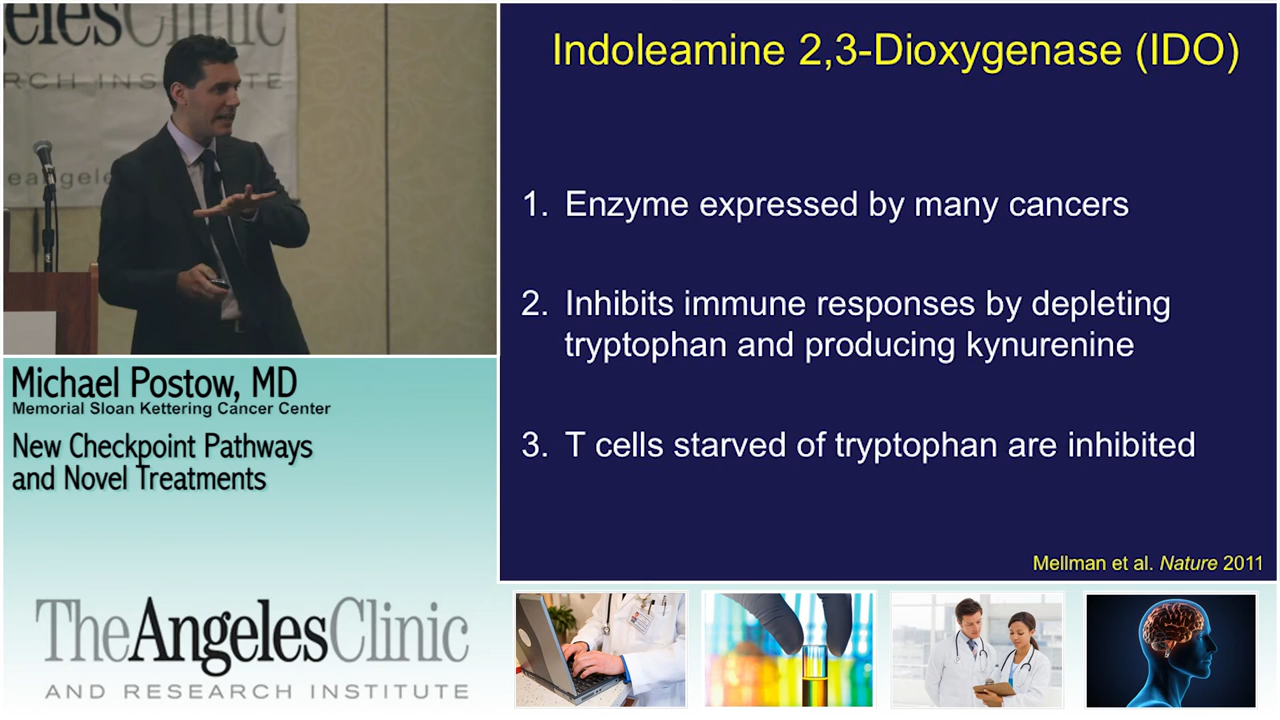 Indoleamine 2,3-Dioxygenase (IDO)
1. Enzyme expressed by many cancers
2. Inhibits immune responses by depleting
tryptophan and producing kynurenine
3. T cells starved of tryptophan are inhibited
Mellman et al. Nature 2011
Michael Postow, MD
Memorial Sloan Kettering Cancer Center
New Checkpoint Pathways
and Novel Treatments
TheAngelesClinic
AND RESEARCH INSTITUTE